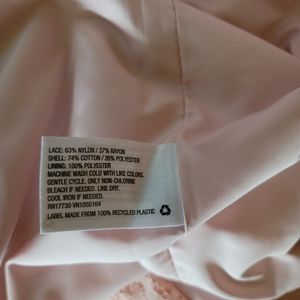 LACE: 63% NYLON / 37% RAYON
SHELL: 74% COTTON / 26% POLYESTER
LINING: 100% POLYESTER
MACHINE WASH COLD WITH LIKE COLORS.
GENTLE CYCLE. ONLY NON-CHLORINE
BLEACH IF NEEDED. LINE DRY.
COOL IRON IF NEEDED.
RN17730 VN1055164
LABEL MADE FROM 100% RECYCLED PLASTIC